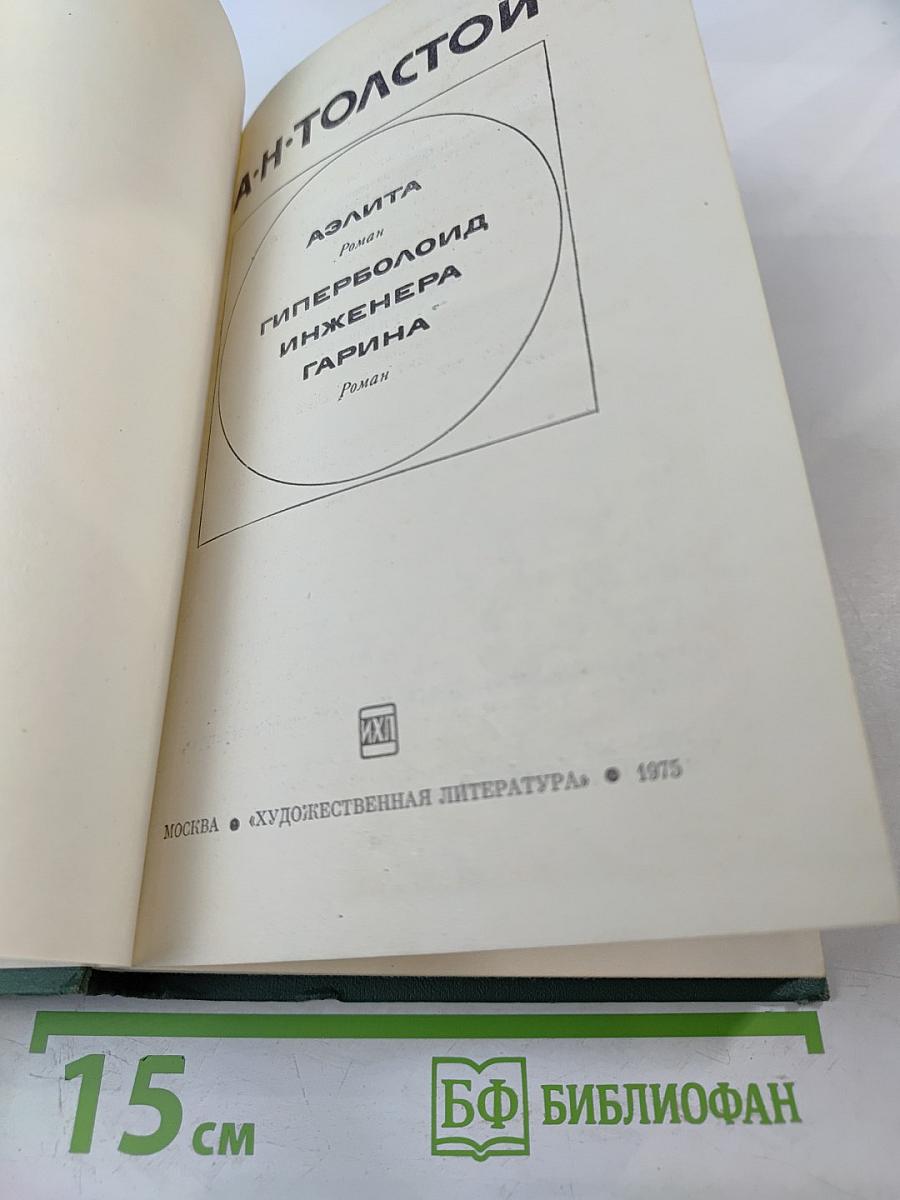 А·Н·ТОЛСТОЙ
АЭЛИТА
Роман
ГИПЕРБОЛОИД
ИНЖЕНЕРА
ГАРИНА
Роман
ИХЛ
МОСКВА ● «ХУДОЖЕСТВЕННАЯ ЛИТЕРАТУРА» ● 1975
15 см
БФ БИБЛИОФАН